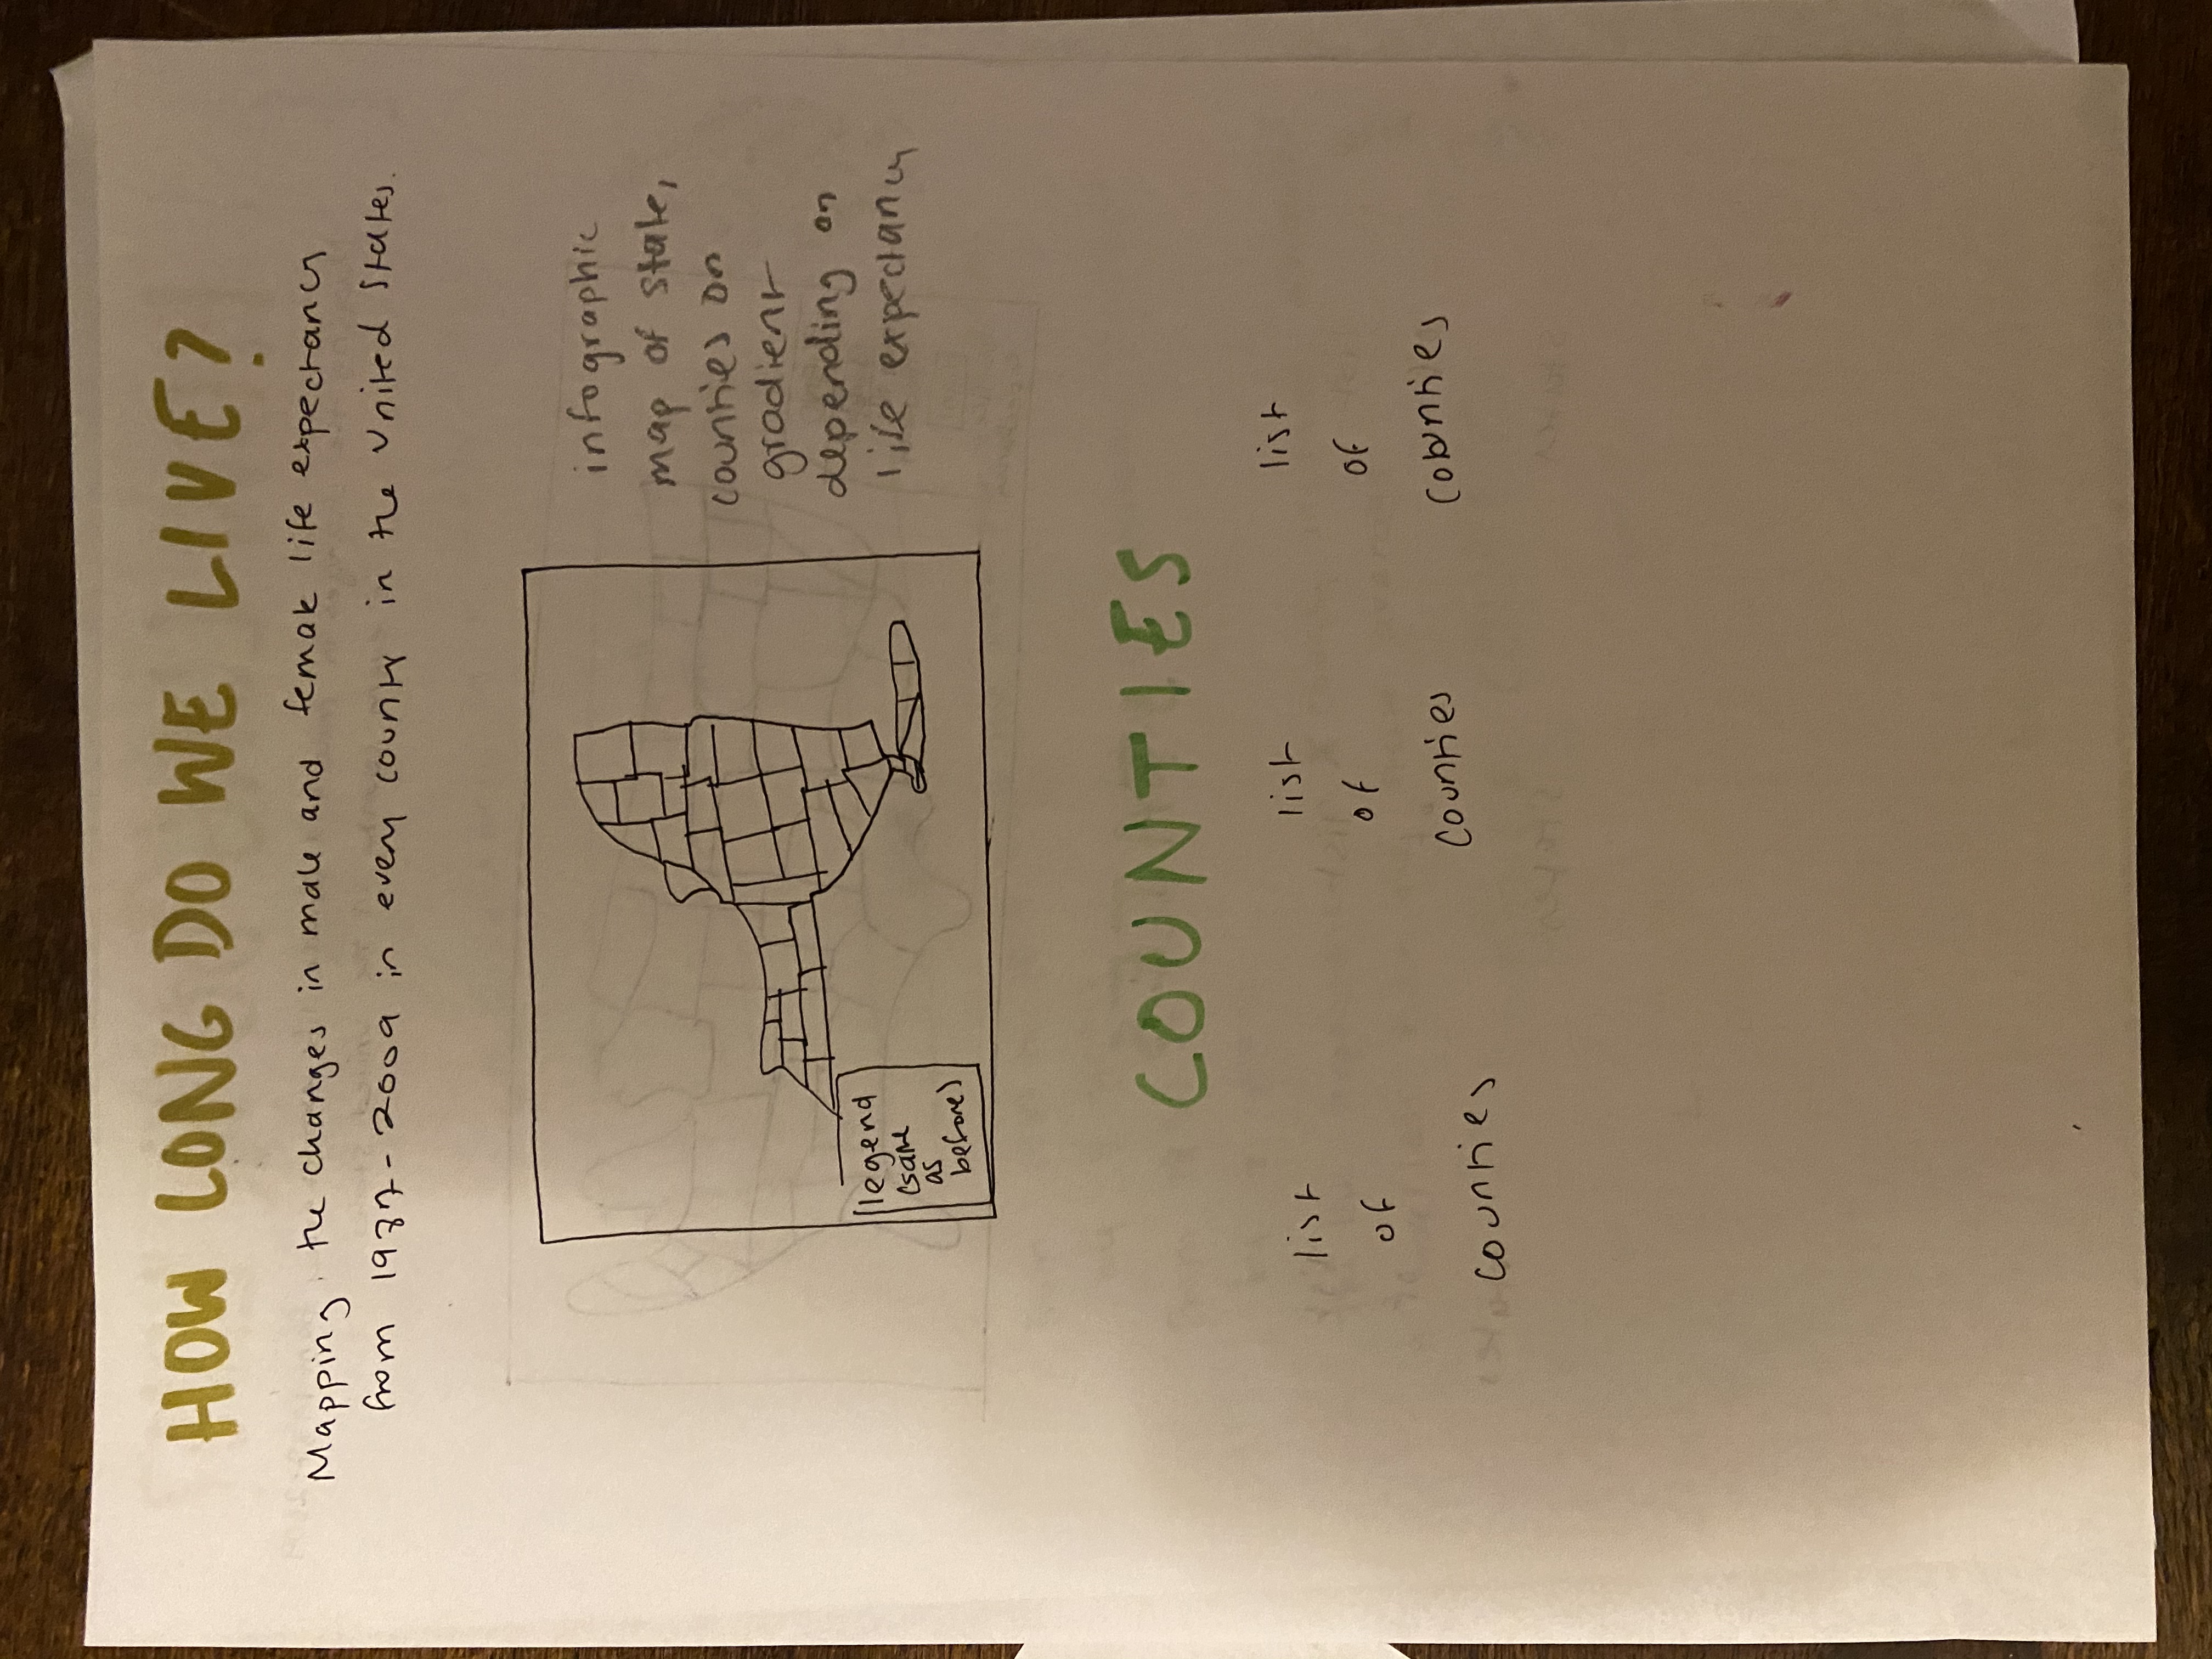 HOW LONG DO WE LIVE?
Mapping the changes in male and female life expectancy
from 1987-2009 in every county in the United States.
infographic
map of state,
counties on
gradient
depending on
life expectancy
legend
(same
as
before)
COUNTIES
list
of
counties
list
of
counties
list
of
counties